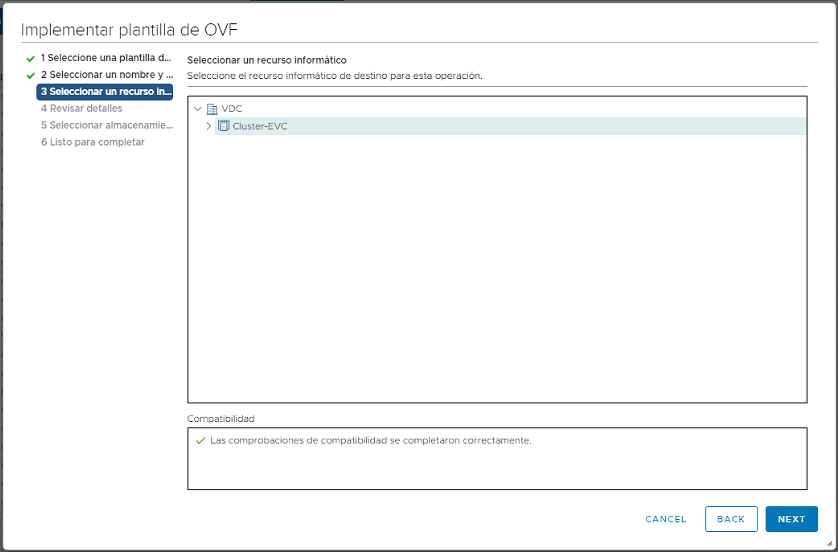 Implementar plantilla de OVF
1 Seleccione una plantilla d...
2 Seleccionar un nombre y ...
3 Seleccionar un recurso in...
4 Revisar detalles
5 Seleccionar almacenamie...
6 Listo para completar
Seleccionar un recurso informático
Seleccione el recurso informático de destino para esta operación.
VDC
Cluster-EVC
Compatibilidad
Las comprobaciones de compatibilidad se completaron correctamente.
CANCEL
BACK
NEXT